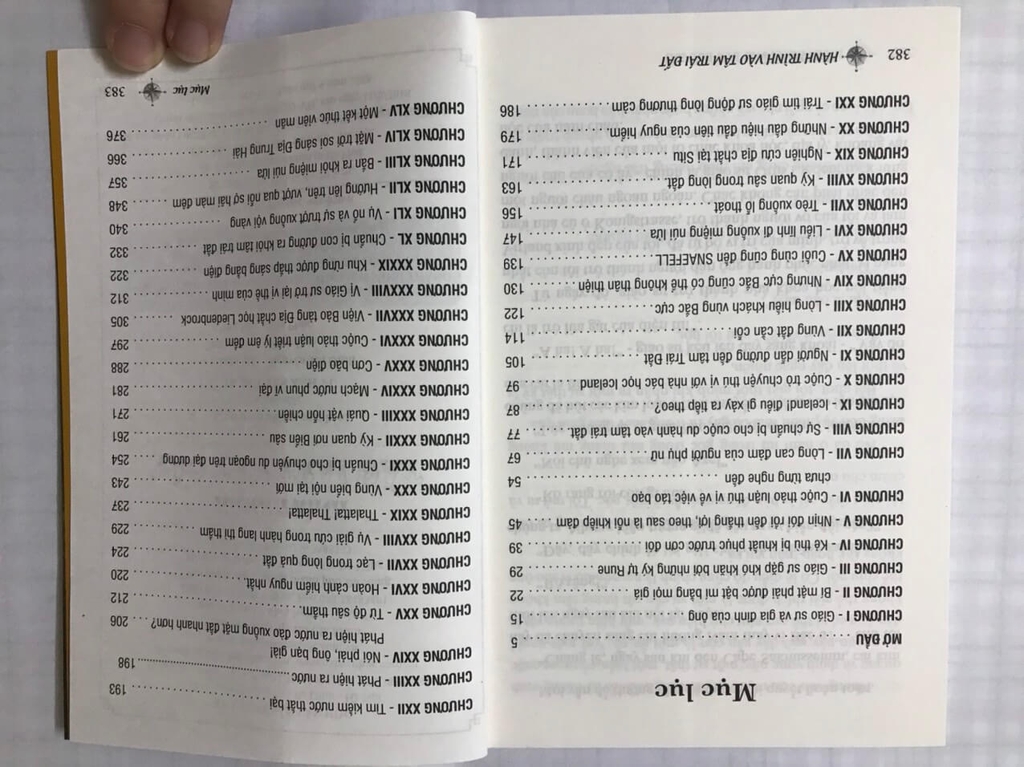 382 HÀNH TRÌNH VÀO TÂM TRÁI ĐẤT
Mục lục
MỞ ĐẦU ........ 5
CHƯƠNG I - Giáo sư và gia đình của ông ........ 15
CHƯƠNG II - Bí mật phải được bật mí bằng mọi giá ........ 22
CHƯƠNG III - Giáo sư gặp khó khăn bởi những ký tự Rune ........ 29
CHƯƠNG IV - Kẻ thù bị khuất phục trước cơn đói ........ 39
CHƯƠNG V - Nhịn đói rồi đến thắng lợi, theo sau là nỗi khiếp đảm ..... 45
CHƯƠNG VI - Cuộc thảo luận thú vị về việc táo bạo
chưa từng nghe đến ........ 54
CHƯƠNG VII - Lòng can đảm của người phụ nữ ........ 67
CHƯƠNG VIII - Sự chuẩn bị cho cuộc du hành vào tâm trái đất ........ 77
CHƯƠNG IX - Iceland! điều gì xảy ra tiếp theo? ........ 87
CHƯƠNG X - Cuộc trò chuyện thú vị với nhà bác học Iceland ........ 97
CHƯƠNG XI - Người dẫn đường đến tâm Trái Đất ........ 105
CHƯƠNG XII - Vùng đất cằn cỗi ........ 114
CHƯƠNG XIII - Lòng hiếu khách vùng Bắc cực ........ 122
CHƯƠNG XIV - Nhưng cực Bắc cũng có thể không thân thiện ........ 130
CHƯƠNG XV - Cuối cùng cũng đến SNAEFFELL ........ 139
CHƯƠNG XVI - Liều lĩnh đi xuống miệng núi lửa ........ 147
CHƯƠNG XVII - Trèo xuống lỗ thoát ........ 156
CHƯƠNG XVIII - Kỳ quan sâu trong lòng đất ........ 163
CHƯƠNG XIX - Nghiên cứu địa chất tại Situ ........ 171
CHƯƠNG XX - Những dấu hiệu đầu tiên của nguy hiểm ........ 179
CHƯƠNG XXI - Trái tim giáo sư động lòng thương cảm ........ 186
Mục lục 383
CHƯƠNG XXII - Tìm kiếm nước thất bại ........ 193
CHƯƠNG XXIII - Phát hiện ra nước ........ 198
CHƯƠNG XXIV - Nói phải, ông bạn già!
Phát hiện ra nước đào xuống mặt đất nhanh hơn? ... 206
CHƯƠNG XXV - Từ độ sâu thẳm ........ 212
CHƯƠNG XXVI - Hoàn cảnh hiểm nguy nhất ........ 220
CHƯƠNG XXVII - Lạc trong lòng quả đất ........ 224
CHƯƠNG XXVIII - Vụ giải cứu trong hành lang thì thầm ........ 229
CHƯƠNG XXIX - Thalatta! Thalatta! ........ 237
CHƯƠNG XXX - Vùng biển nội tại mới ........ 243
CHƯƠNG XXXI - Chuẩn bị cho chuyến du ngoạn trên đại dương .... 254
CHƯƠNG XXXII - Kỳ quan nơi Biển sâu ........ 261
CHƯƠNG XXXIII - Quái vật hỗn chiến ........ 271
CHƯƠNG XXXIV - Mạch nước phun vĩ đại ........ 281
CHƯƠNG XXXV - Cơn bão điện ........ 288
CHƯƠNG XXXVI - Cuộc thảo luận triết lý êm đềm ........ 297
CHƯƠNG XXXVII - Viện Bảo tàng Địa chất học Liedenbrock ........ 305
CHƯƠNG XXXVIII - Vị Giáo sư trở lại vị thế của mình ........ 312
CHƯƠNG XXXIX - Khu rừng được thắp sáng bằng điện ........ 322
CHƯƠNG XL - Chuẩn bị con đường ra khỏi tâm trái đất ........ 332
CHƯƠNG XLI - Vụ nổ và sự trượt xuống vội vàng ........ 340
CHƯƠNG XLII - Hướng lên trên, vượt qua nỗi sợ hãi màn đêm ...... 348
CHƯƠNG XLIII - Bắn ra khỏi miệng núi lửa ........ 357
CHƯƠNG XLIV - Mặt trời soi sáng Địa Trung Hải ........ 366
CHƯƠNG XLV - Một kết thúc viên mãn ........ 376